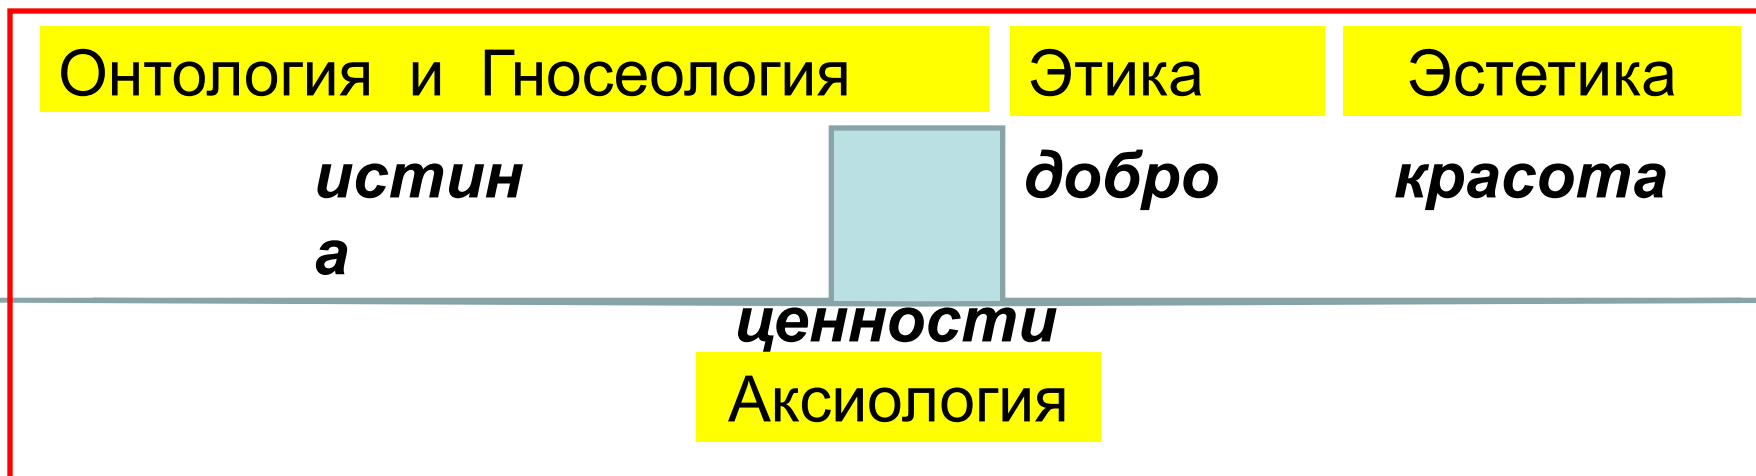 Онтология и Гносеология
Этика
Эстетика
истин
а
добро
красота
ценности
Аксиология